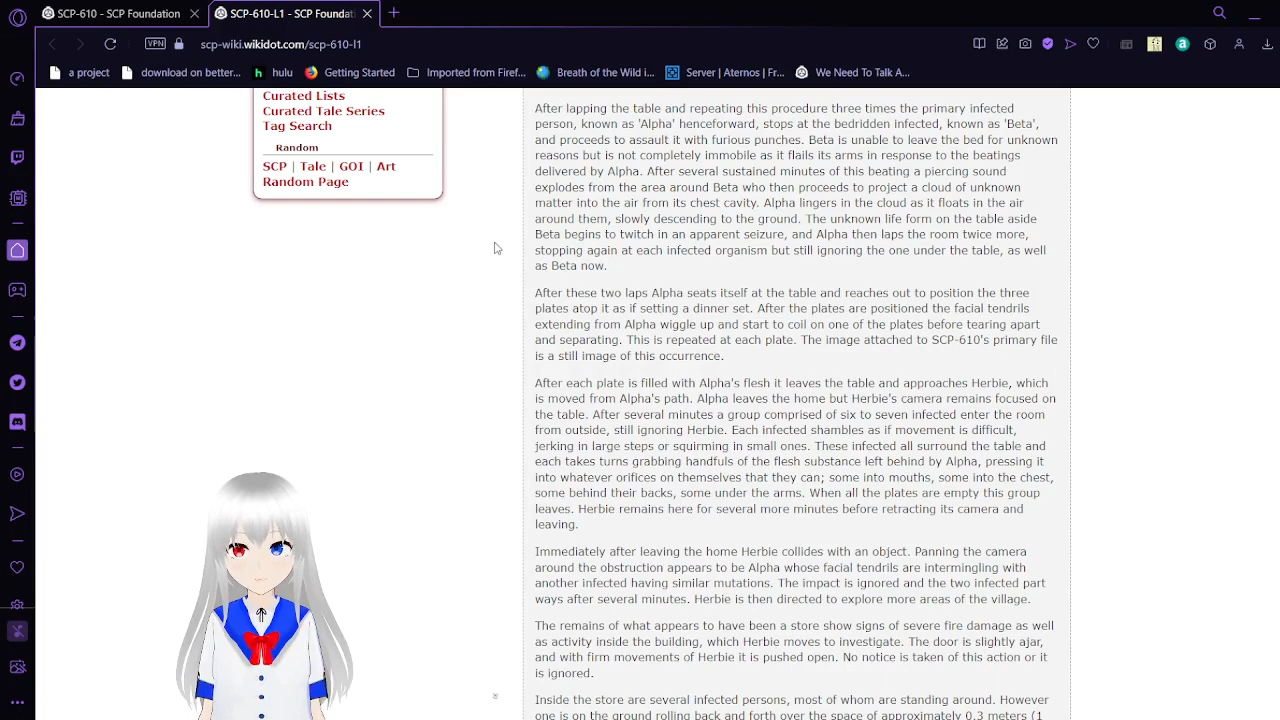 SCP-610 - SCP Foundation
SCP-610-L1 - SCP Foundati
VPN
scp-wiki.wikidot.com/scp-610-l1
a project
download on better...
hulu
Getting Started
Imported from Firef...
Breath of the Wild i...
Server | Aternos | Fr...
We Need To Talk A...
Curated Lists
Curated Tale Series
Tag Search
Random
SCP | Tale | GOI | Art
Random Page
After lapping the table and repeating this procedure three times the primary infected
person, known as 'Alpha' henceforward, stops at the bedridden infected, known as 'Beta',
and proceeds to assault it with furious punches. Beta is unable to leave the bed for unknown
reasons but is not completely immobile as it flails its arms in response to the beatings
delivered by Alpha. After several sustained minutes of this beating a piercing sound
explodes from the area around Beta who then proceeds to project a cloud of unknown
matter into the air from its chest cavity. Alpha lingers in the cloud as it floats in the air
around them, slowly descending to the ground. The unknown life form on the table aside
Beta begins to twitch in an apparent seizure, and Alpha then laps the room twice more,
stopping again at each infected organism but still ignoring the one under the table, as well
as Beta now.
After these two laps Alpha seats itself at the table and reaches out to position the three
plates atop it as if setting a dinner set. After the plates are positioned the facial tendrils
extending from Alpha wiggle up and start to coil on one of the plates before tearing apart
and separating. This is repeated at each plate. The image attached to SCP-610's primary file
is a still image of this occurrence.
After each plate is filled with Alpha's flesh it leaves the table and approaches Herbie, which
is moved from Alpha's path. Alpha leaves the home but Herbie's camera remains focused on
the table. After several minutes a group comprised of six to seven infected enter the room
from outside, still ignoring Herbie. Each infected shambles as if movement is difficult,
jerking in large steps or squirming in small ones. These infected all surround the table and
each takes turns grabbing handfuls of the flesh substance left behind by Alpha, pressing it
into whatever orifices on themselves that they can; some into mouths, some into the chest,
some behind their backs, some under the arms. When all the plates are empty this group
leaves. Herbie remains here for several more minutes before retracting its camera and
leaving.
Immediately after leaving the home Herbie collides with an object. Panning the camera
around the obstruction appears to be Alpha whose facial tendrils are intermingling with
another infected having similar mutations. The impact is ignored and the two infected part
ways after several minutes. Herbie is then directed to explore more areas of the village.
The remains of what appears to have been a store show signs of severe fire damage as well
as activity inside the building, which Herbie moves to investigate. The door is slightly ajar,
and with firm movements of Herbie it is pushed open. No notice is taken of this action or it
is ignored.
Inside the store are several infected persons, most of whom are standing around. However
one is on the ground rolling back and forth over the space of approximately 0.3 meters (1